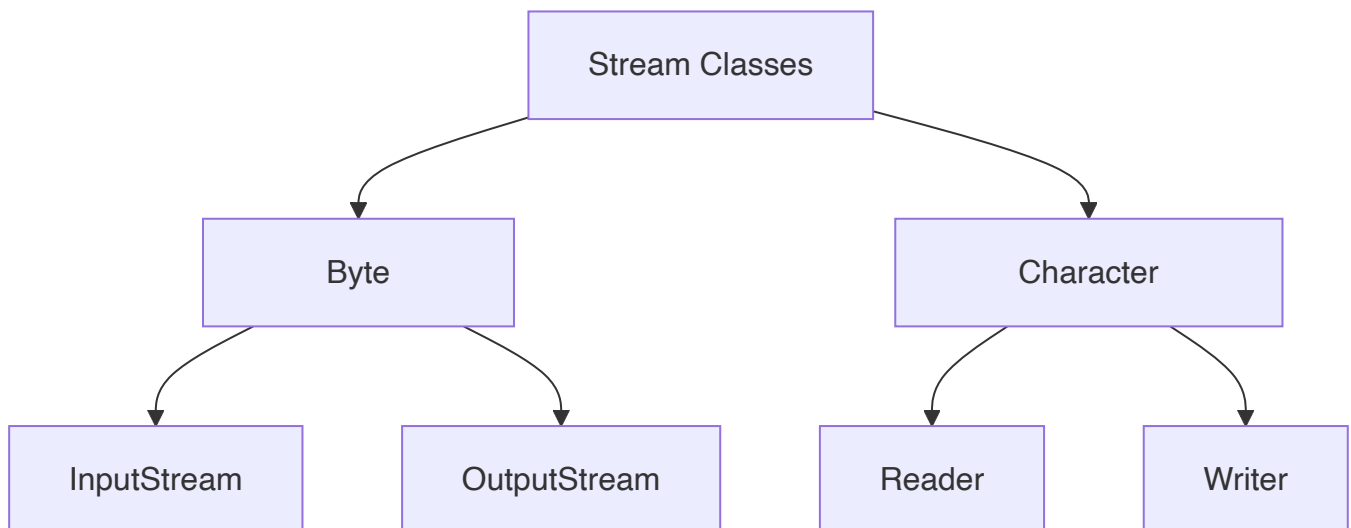 Stream Classes
Byte
Character
InputStream
OutputStream
Reader
Writer